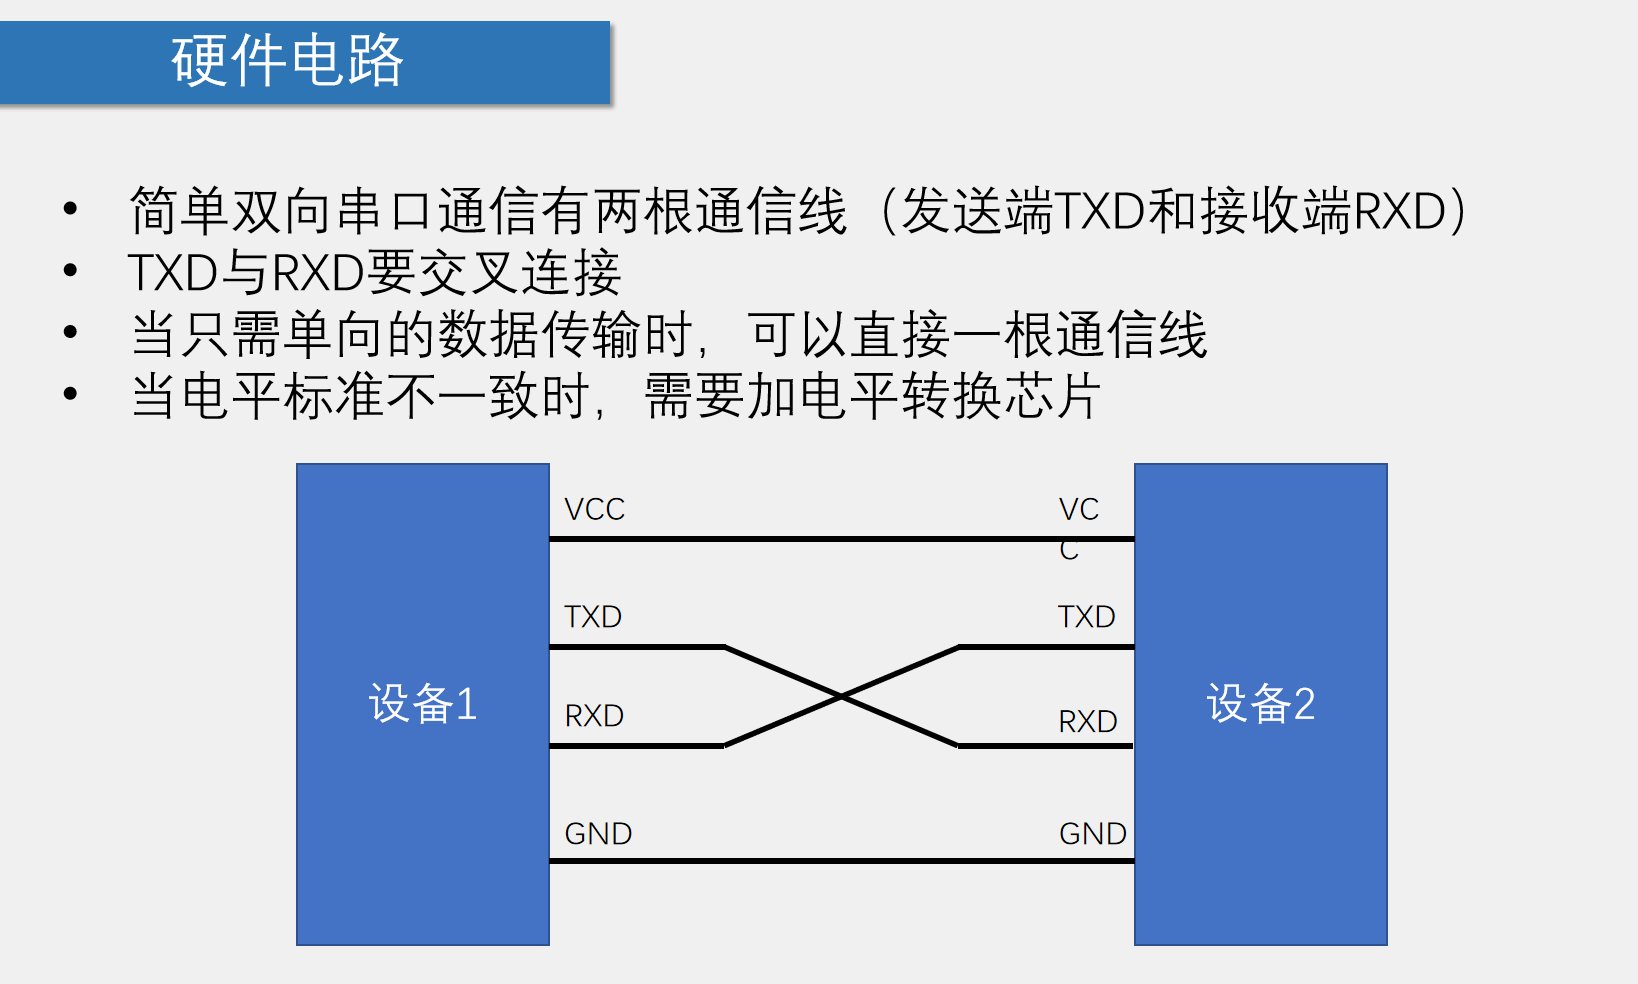 硬件电路
• 简单双向串口通信有两根通信线（发送端TXD和接收端RXD）
• TXD与RXD要交叉连接
• 当只需单向的数据传输时，可以直接一根通信线
• 当电平标准不一致时，需要加电平转换芯片
VCC
VC
C
TXD
TXD
设备1
设备2
RXD
RXD
GND
GND